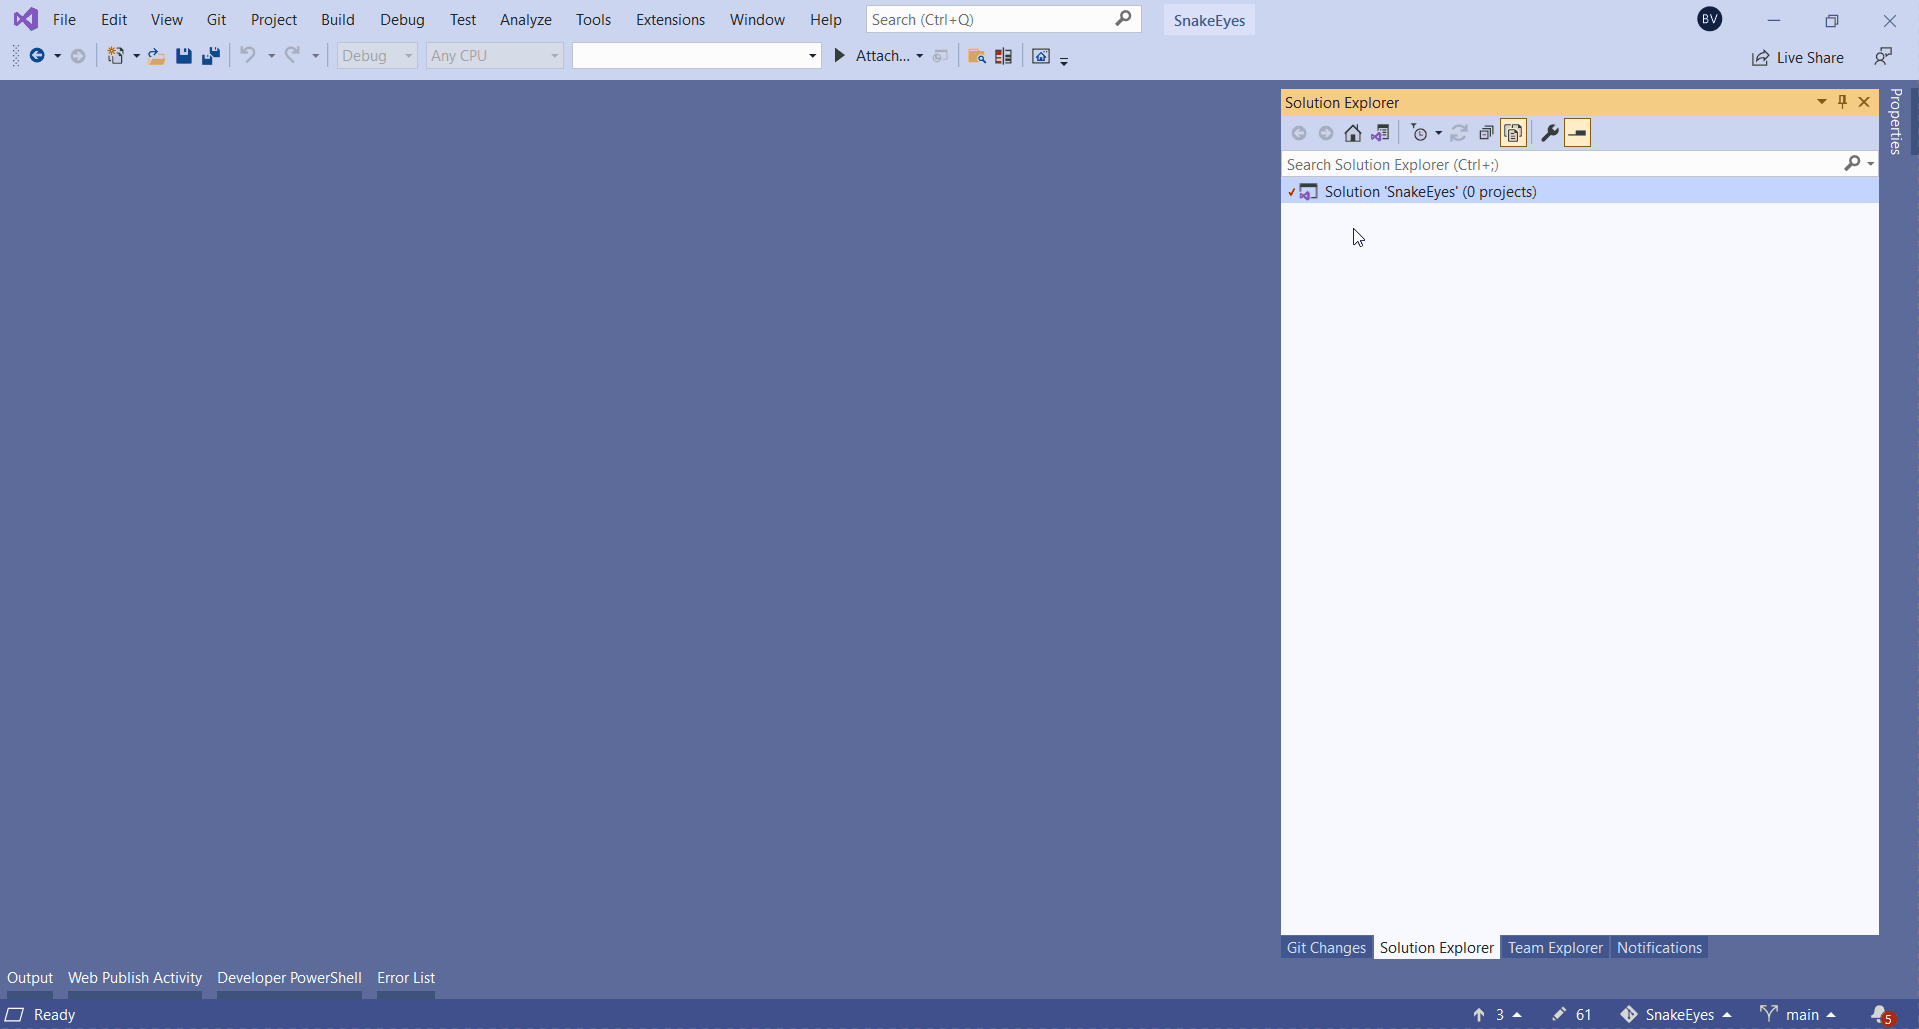 File Edit View Git Project Build Debug Test Analyze Tools Extensions Window Help Search (Ctrl+Q) SnakeEyes BV
Debug Any CPU Attach... Live Share
Solution Explorer
Properties
Search Solution Explorer (Ctrl+;)
Solution 'SnakeEyes' (0 projects)
Git Changes Solution Explorer Team Explorer Notifications
Output Web Publish Activity Developer PowerShell Error List
Ready 3 61 SnakeEyes main 5